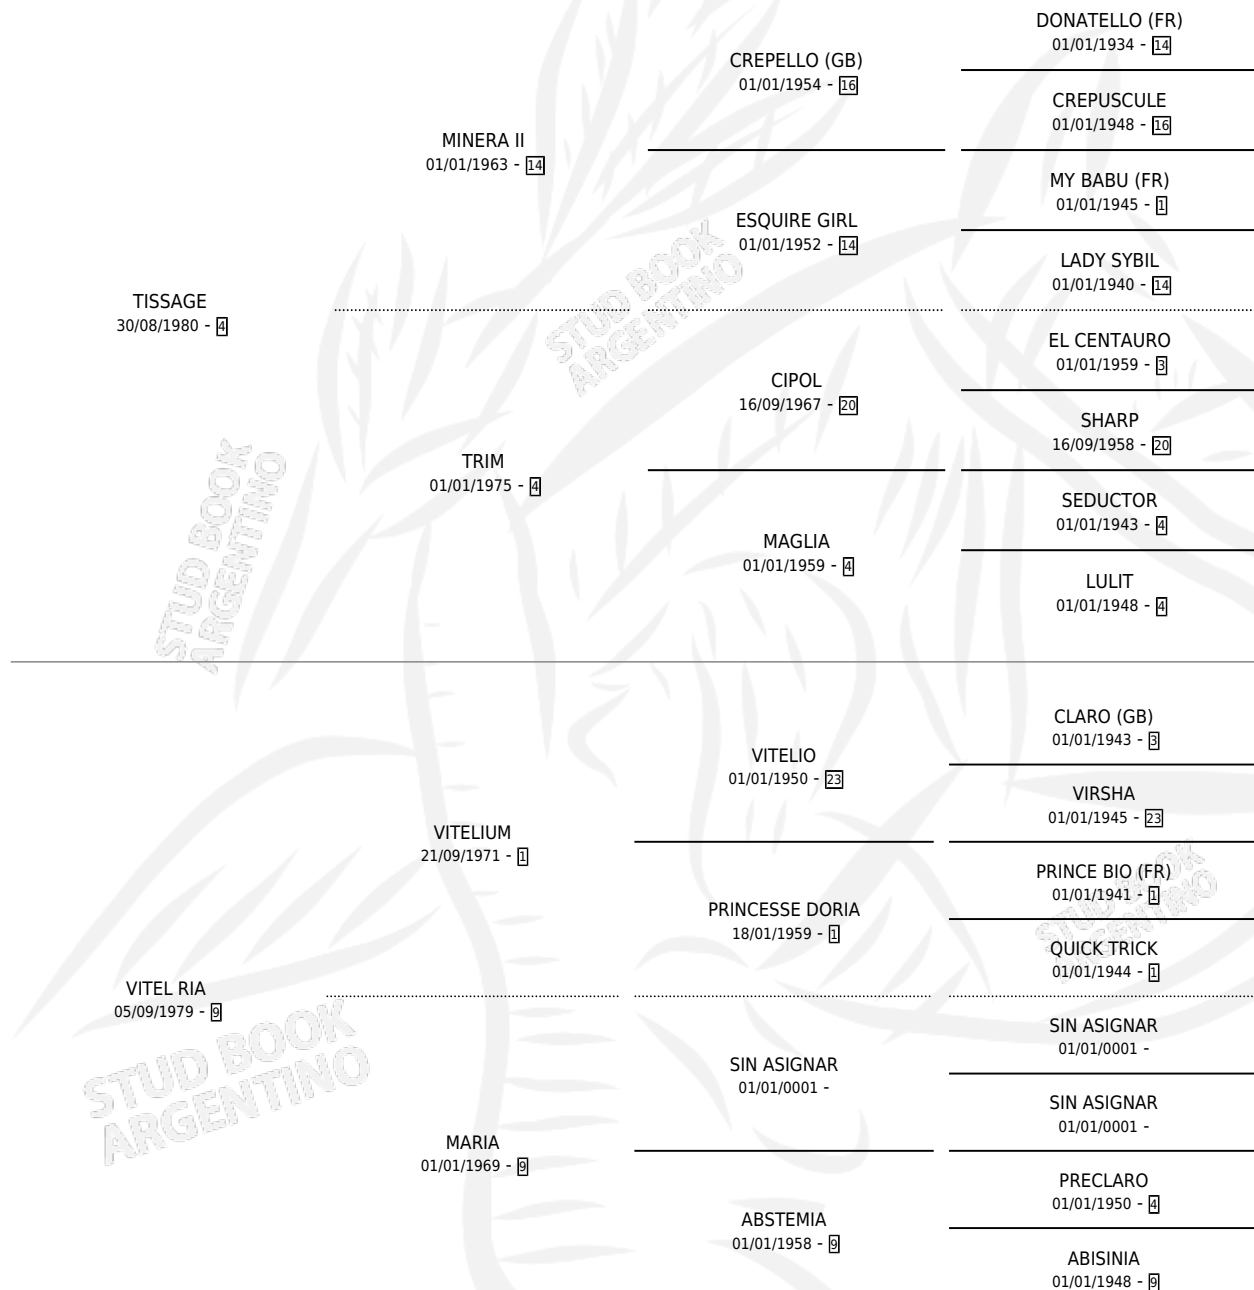 TISSAGE
30/08/1980 - 4
MINERA II
01/01/1963 - 14
TRIM
01/01/1975 - 4
CREPELLO (GB)
01/01/1954 - 16
ESQUIRE GIRL
01/01/1952 - 14
CIPOL
16/09/1967 - 20
MAGLIA
01/01/1959 - 4
DONATELLO (FR)
01/01/1934 - 14
CREPUSCULE
01/01/1948 - 16
MY BABU (FR)
01/01/1945 - 1
LADY SYBIL
01/01/1940 - 14
EL CENTAURO
01/01/1959 - 3
SHARP
16/09/1958 - 20
SEDUCTOR
01/01/1943 - 4
LULIT
01/01/1948 - 4
STUD BOOK
ARGENTINO
STUD BOOK
ARGENTINO
VITEL RIA
05/09/1979 - 9
VITELIUM
21/09/1971 - 1
MARIA
01/01/1969 - 9
VITELIO
01/01/1950 - 23
PRINCESSE DORIA
18/01/1959 - 1
SIN ASIGNAR
01/01/0001 -
ABSTEMIA
01/01/1958 - 9
CLARO (GB)
01/01/1943 - 3
VIRSHA
01/01/1945 - 23
PRINCE BIO (FR)
01/01/1941 - 1
QUICK TRICK
01/01/1944 - 1
SIN ASIGNAR
01/01/0001 -
SIN ASIGNAR
01/01/0001 -
PRECLARO
01/01/1950 - 4
ABISINIA
01/01/1948 - 9
STUD BOOK
ARGENTINO
STUD BOOK
ARGENTINO